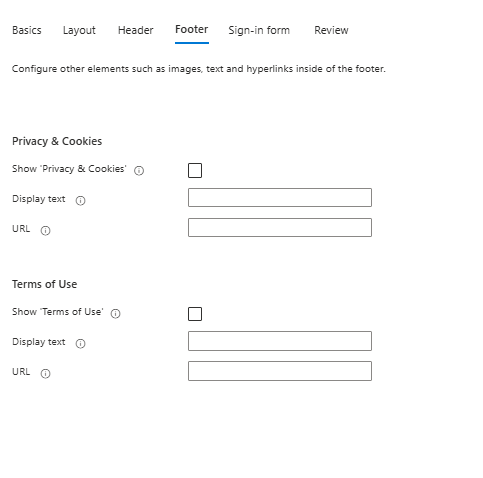 Basics Layout Header Footer Sign-in form Review
Configure other elements such as images, text and hyperlinks inside of the footer.
Privacy & Cookies
Show 'Privacy & Cookies'
Display text
URL
Terms of Use
Show 'Terms of Use'
Display text
URL